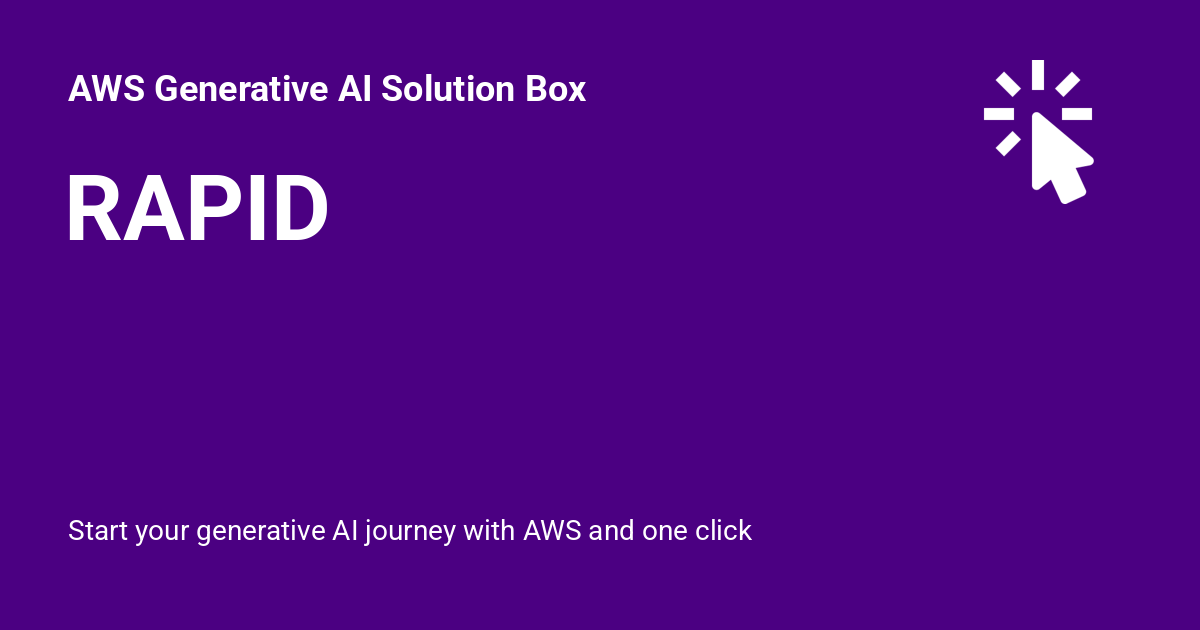 AWS Generative AI Solution Box
RAPID
Start your generative AI journey with AWS and one click